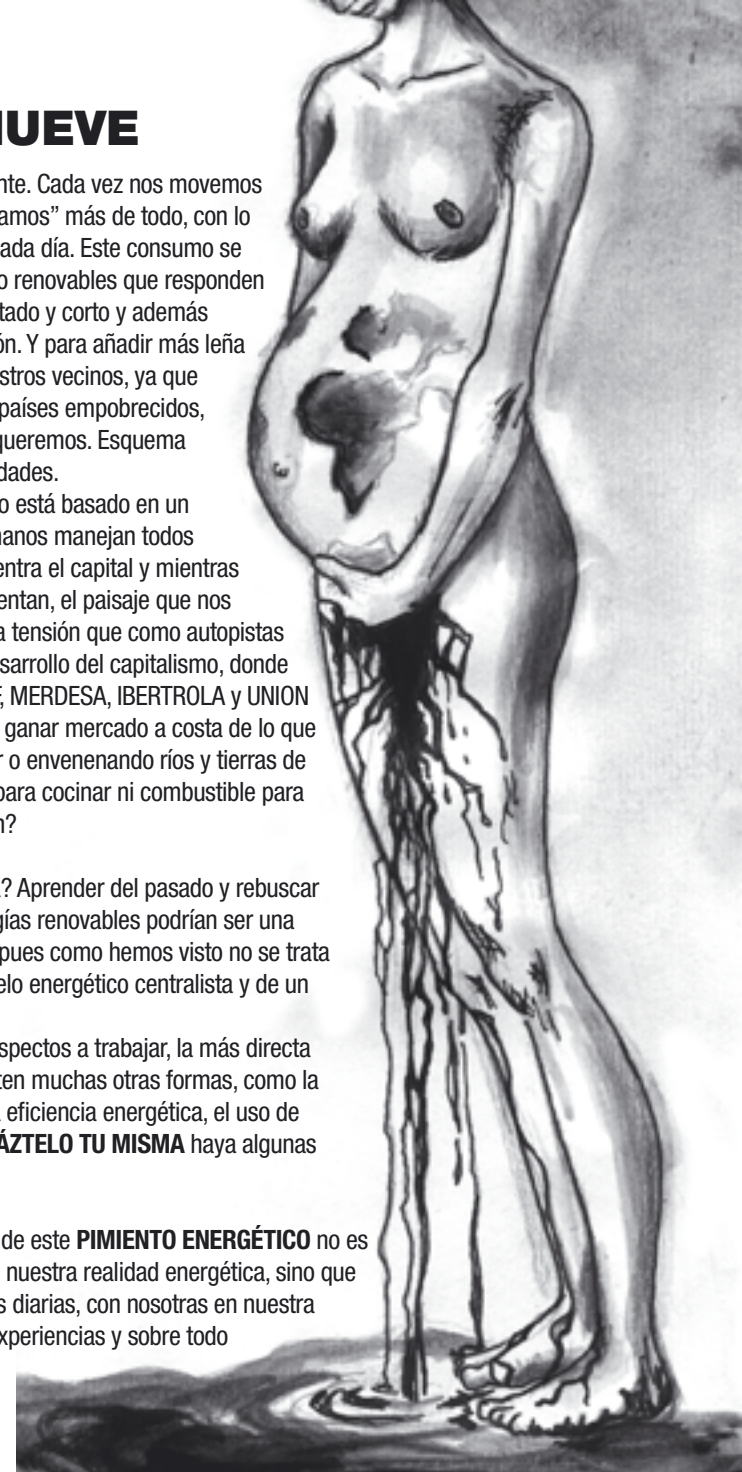 UEVE
nte. Cada vez nos movemos
amos” más de todo, con lo
ada día. Este consumo se
o renovables que responden
tado y corto y además
ón. Y para añadir más leña
stros vecinos, ya que
países empobrecidos,
queremos. Esquema
dades.
o está basado en un
anos manejan todos
entra el capital y mientras
entan, el paisaje que nos
a tensión que como autopistas
sarrollo del capitalismo, donde
, MERDESA, IBERTROLA y UNION
ganar mercado a costa de lo que
r o envenenando ríos y tierras de
para cocinar ni combustible para
n?
? Aprender del pasado y rebuscar
gías renovables podrían ser una
pues como hemos visto no se trata
elo energético centralista y de un
spectos a trabajar, la más directa
ten muchas otras formas, como la
eficiencia energética, el uso de
ÁZTELO TU MISMA haya algunas
de este PIMIENTO ENERGÉTICO no es
nuestra realidad energética, sino que
s diarias, con nosotras en nuestra
xperiencias y sobre todo